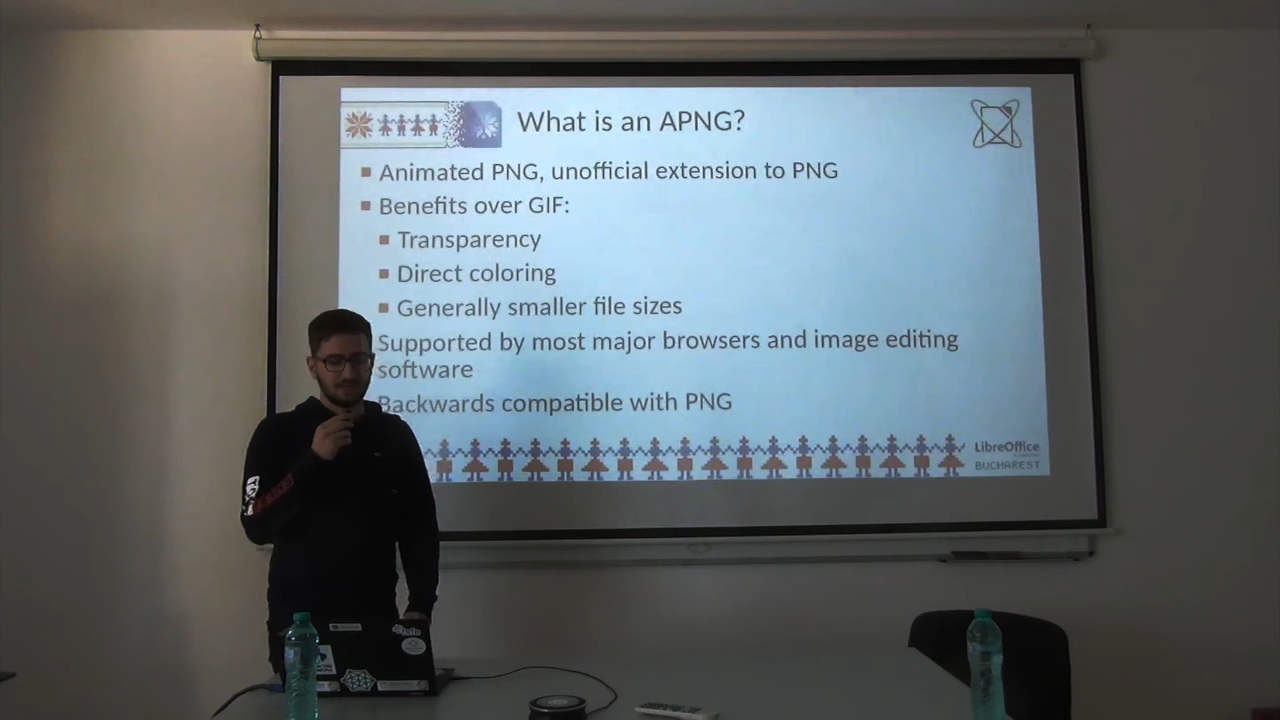 What is an APNG?
Animated PNG, unofficial extension to PNG
Benefits over GIF:
Transparency
Direct coloring
Generally smaller file sizes
Supported by most major browsers and image editing
software
Backwards compatible with PNG
LibreOffice
BUCHAREST